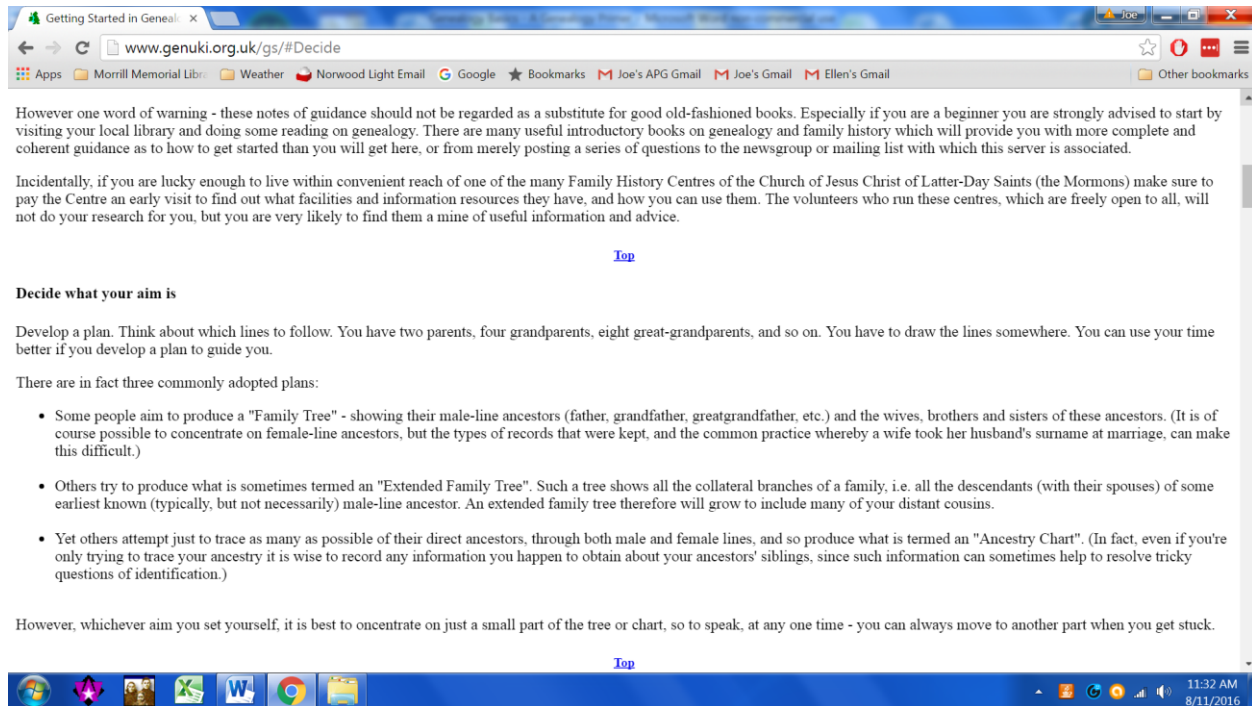 Getting Started in Geneal
Genealogy Basics - A Genealogy Primer - Microsoft Word non-commercial use
Joe
www.genuki.org.uk/gs/#Decide
Apps Morrill Memorial Libr Weather Norwood Light Email Google Bookmarks Joe's APG Gmail Joe's Gmail Ellen's Gmail Other bookmarks
However one word of warning - these notes of guidance should not be regarded as a substitute for good old-fashioned books. Especially if you are a beginner you are strongly advised to start by
visiting your local library and doing some reading on genealogy. There are many useful introductory books on genealogy and family history which will provide you with more complete and
coherent guidance as to how to get started than you will get here, or from merely posting a series of questions to the newsgroup or mailing list with which this server is associated.
Incidentally, if you are lucky enough to live within convenient reach of one of the many Family History Centres of the Church of Jesus Christ of Latter-Day Saints (the Mormons) make sure to
pay the Centre an early visit to find out what facilities and information resources they have, and how you can use them. The volunteers who run these centres, which are freely open to all, will
not do your research for you, but you are very likely to find them a mine of useful information and advice.
Top
Decide what your aim is
Develop a plan. Think about which lines to follow. You have two parents, four grandparents, eight great-grandparents, and so on. You have to draw the lines somewhere. You can use your time
better if you develop a plan to guide you.
There are in fact three commonly adopted plans:
• Some people aim to produce a "Family Tree" - showing their male-line ancestors (father, grandfather, greatgrandfather, etc.) and the wives, brothers and sisters of these ancestors. (It is of
course possible to concentrate on female-line ancestors, but the types of records that were kept, and the common practice whereby a wife took her husband's surname at marriage, can make
this difficult.)
• Others try to produce what is sometimes termed an "Extended Family Tree". Such a tree shows all the collateral branches of a family, i.e. all the descendants (with their spouses) of some
earliest known (typically, but not necessarily) male-line ancestor. An extended family tree therefore will grow to include many of your distant cousins.
• Yet others attempt just to trace as many as possible of their direct ancestors, through both male and female lines, and so produce what is termed an "Ancestry Chart". (In fact, even if you're
only trying to trace your ancestry it is wise to record any information you happen to obtain about your ancestors' siblings, since such information can sometimes help to resolve tricky
questions of identification.)
However, whichever aim you set yourself, it is best to oncentrate on just a small part of the tree or chart, so to speak, at any one time - you can always move to another part when you get stuck.
Top
11:32 AM
8/11/2016